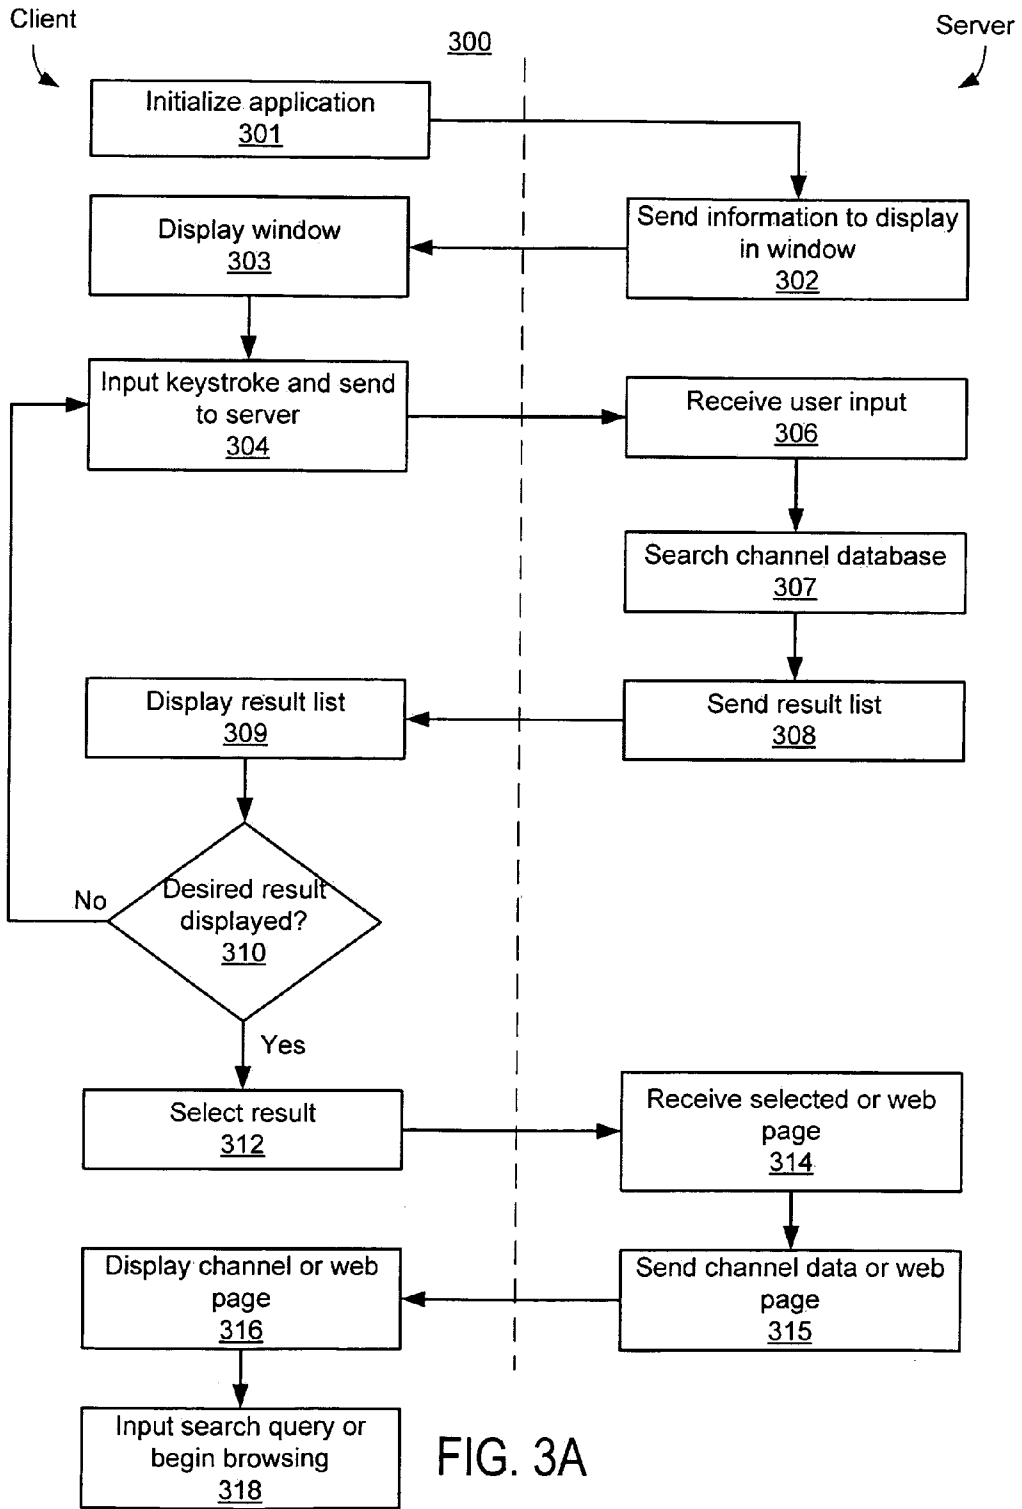 Client
300
Server
Initialize application
301
Display window
303
Send information to display
in window
302
Input keystroke and send
to server
304
Receive user input
306
Search channel database
307
Display result list
309
Send result list
308
No
Desired result
displayed?
310
Yes
Select result
312
Receive selected or web
page
314
Display channel or web
page
316
Send channel data or web
page
315
Input search query or
begin browsing
318
FIG. 3A